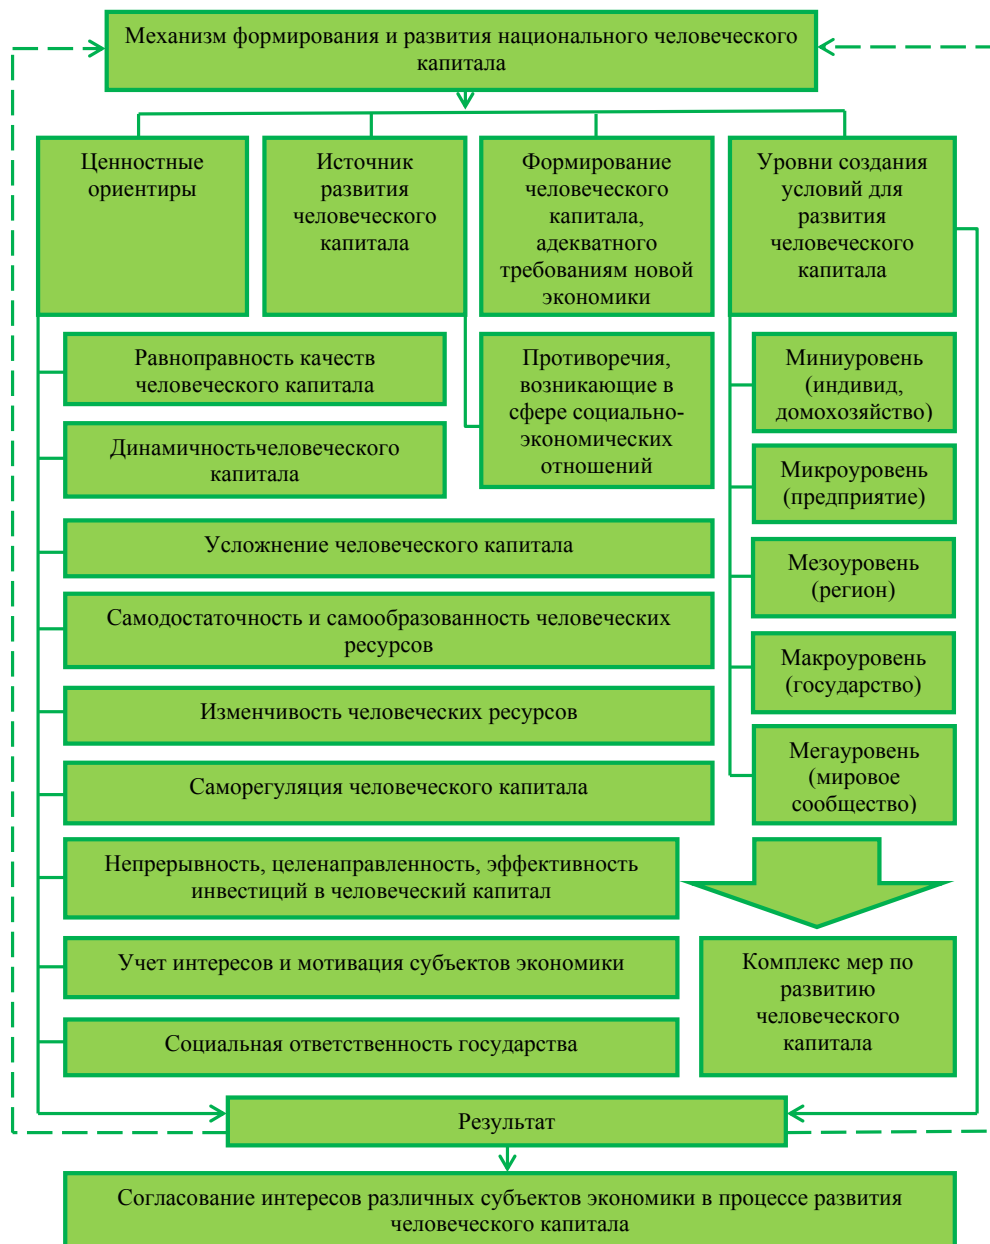 Механизм формирования и развития национального человеческого
капитала
Ценностные
ориентиры
Источник
развития
человеческого
капитала
Формирование
человеческого
капитала,
адекватного
требованиям новой
экономики
Уровни создания
условий для
развития
человеческого
капитала
Равноправность качеств
человеческого капитала
Динамичностьчеловеческого
капитала
Противоречия,
возникающие в
сфере социально-
экономических
отношений
Усложнение человеческого капитала
Самодостаточность и самообразованность человеческих
ресурсов
Изменчивость человеческих ресурсов
Саморегуляция человеческого капитала
Непрерывность, целенаправленность, эффективность
инвестиций в человеческий капитал
Учет интересов и мотивация субъектов экономики
Социальная ответственность государства
Миниуровень
(индивид,
домохозяйство)
Микроуровень
(предприятие)
Мезоуровень
(регион)
Макроуровень
(государство)
Мегауровень
(мировое
сообщество)
Комплекс мер по
развитию
человеческого
капитала
Результат
Согласование интересов различных субъектов экономики в процессе развития
человеческого капитала